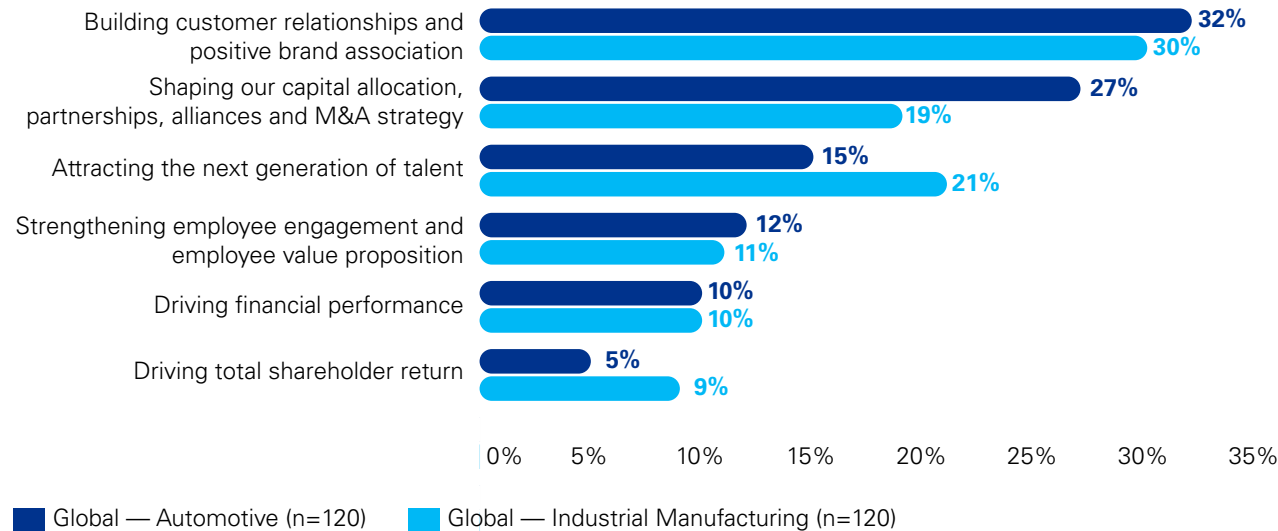 Building customer relationships and
positive brand association
32%
30%
Shaping our capital allocation,
partnerships, alliances and M&A strategy
27%
19%
Attracting the next generation of talent
15%
21%
Strengthening employee engagement and
employee value proposition
12%
11%
Driving financial performance
10%
10%
Driving total shareholder return
5%
9%
0% 5% 10% 15% 20% 25% 30% 35%
Global — Automotive (n=120) Global — Industrial Manufacturing (n=120)